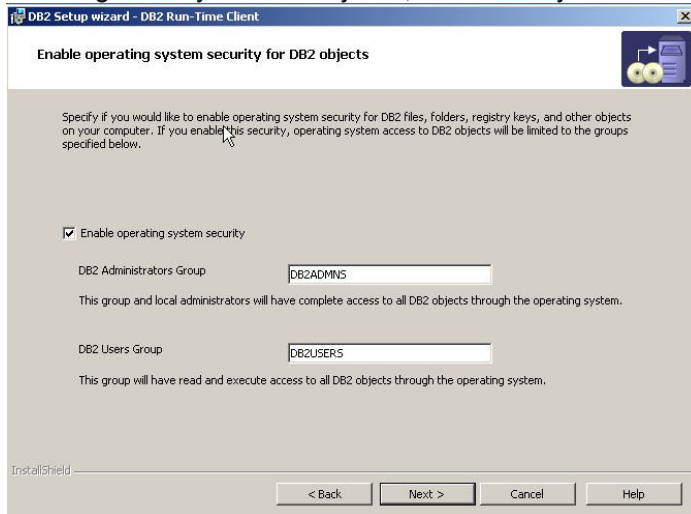 DB2 Setup wizard - DB2 Run-Time Client
Enable operating system security for DB2 objects
Specify if you would like to enable operating system security for DB2 files, folders, registry keys, and other objects
on your computer. If you enable this security, operating system access to DB2 objects will be limited to the groups
specified below.
Enable operating system security
DB2 Administrators Group
DB2ADMNS
This group and local administrators will have complete access to all DB2 objects through the operating system.
DB2 Users Group
DB2USERS
This group will have read and execute access to all DB2 objects through the operating system.
InstallShield
< Back
Next >
Cancel
Help